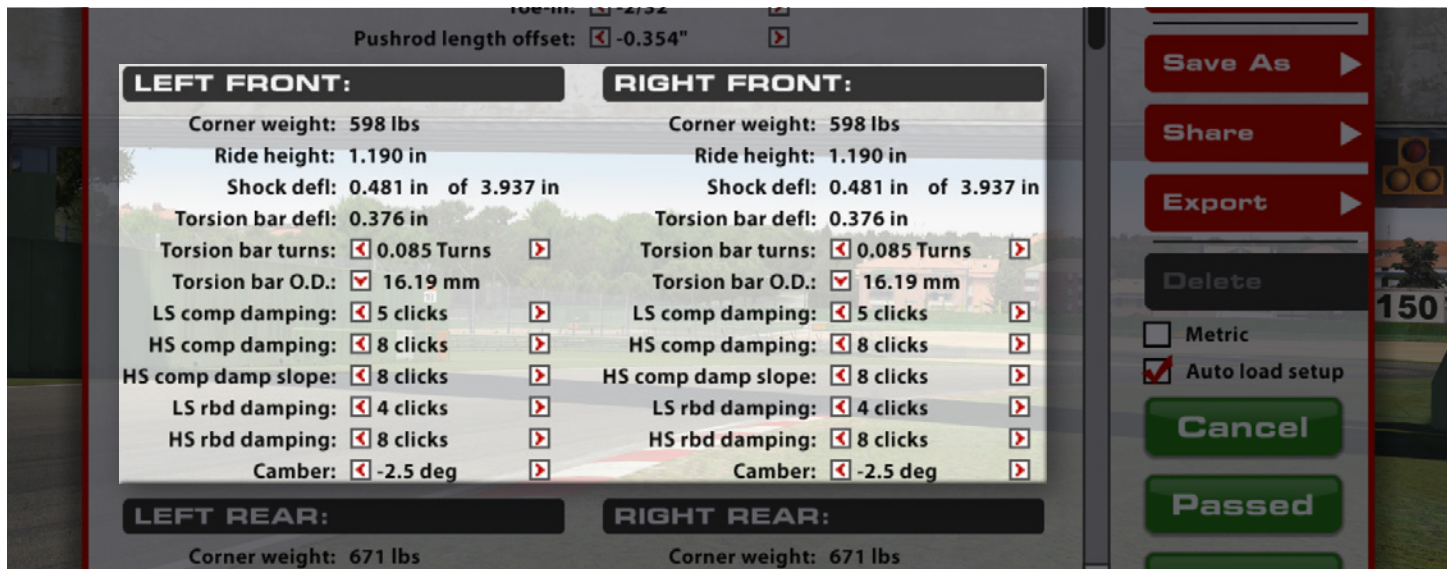 Toe-in: -2/32"
Pushrod length offset: -0.354"
LEFT FRONT:
Corner weight: 598 lbs
Ride height: 1.190 in
Shock defl: 0.481 in of 3.937 in
Torsion bar defl: 0.376 in
Torsion bar turns: 0.085 Turns
Torsion bar O.D.: 16.19 mm
LS comp damping: 5 clicks
HS comp damping: 8 clicks
HS comp damp slope: 8 clicks
LS rbd damping: 4 clicks
HS rbd damping: 8 clicks
Camber: -2.5 deg
RIGHT FRONT:
Corner weight: 598 lbs
Ride height: 1.190 in
Shock defl: 0.481 in of 3.937 in
Torsion bar defl: 0.376 in
Torsion bar turns: 0.085 Turns
Torsion bar O.D.: 16.19 mm
LS comp damping: 5 clicks
HS comp damping: 8 clicks
HS comp damp slope: 8 clicks
LS rbd damping: 4 clicks
HS rbd damping: 8 clicks
Camber: -2.5 deg
LEFT REAR:
Corner weight: 671 lbs
RIGHT REAR:
Corner weight: 671 lbs
Save As
Share
Export
Delete
Metric
Auto load setup
Cancel
Passed
150